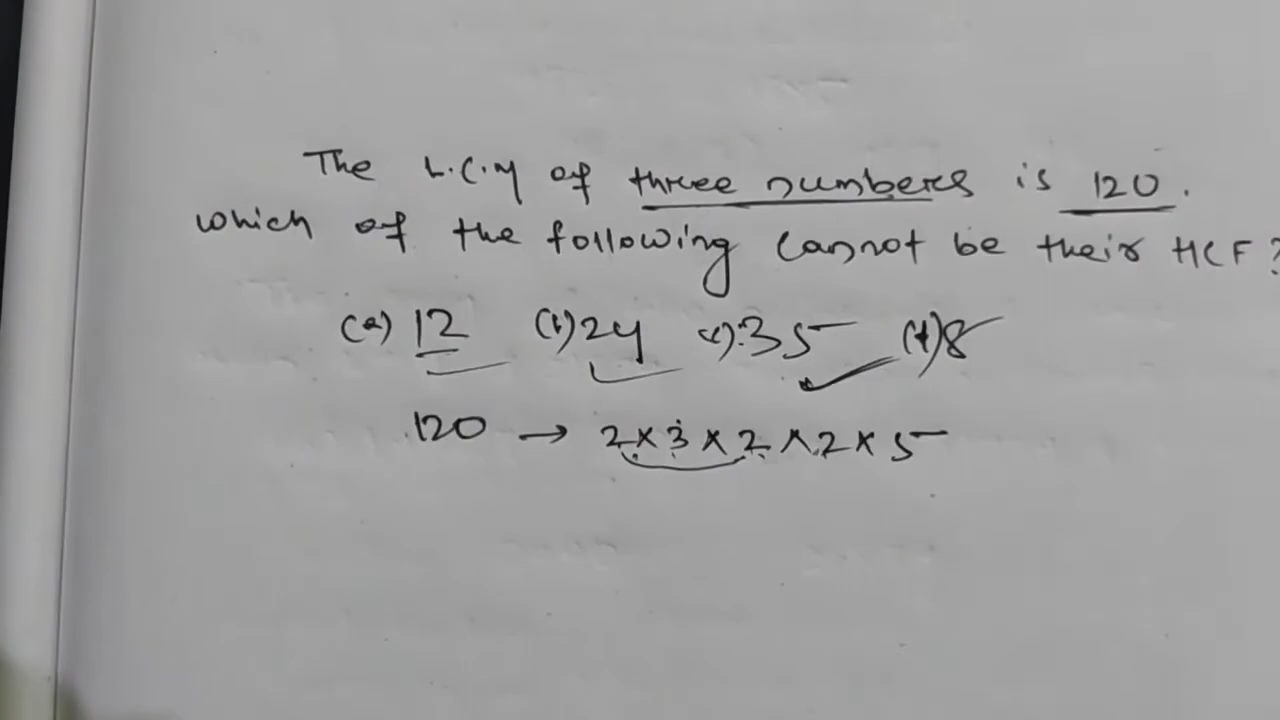 The L.C.M of three numbers is 120.
which of the following cannot be their HCF?
(a) 12 (b) 24 (c) 35 (d) 8
120 → 2 × 3 × 2 × 2 × 5